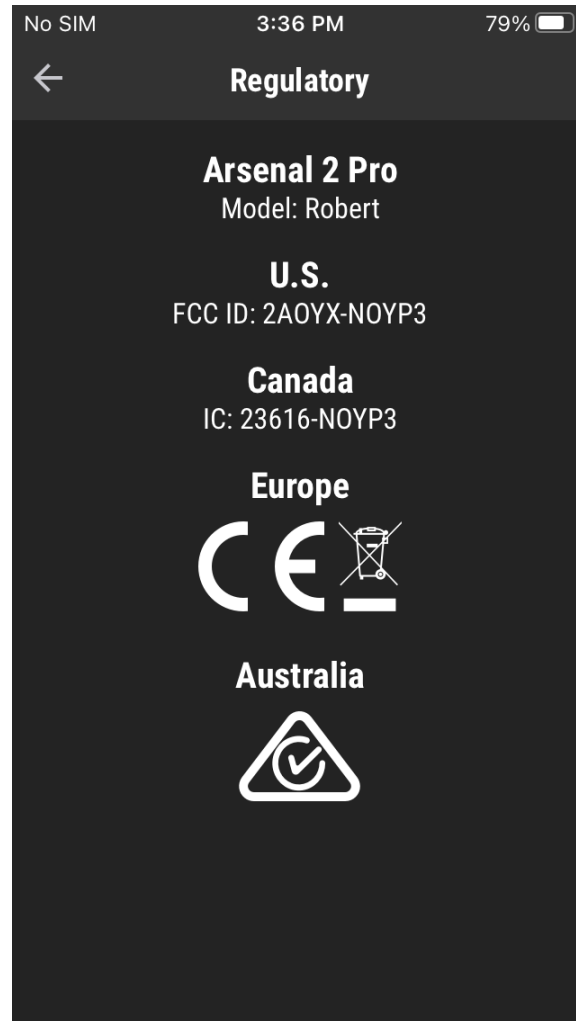 No SIM 3:36 PM 79%
Regulatory
Arsenal 2 Pro
Model: Robert
U.S.
FCC ID: 2AOYX-NOYP3
Canada
IC: 23616-NOYP3
Europe
CE
Australia